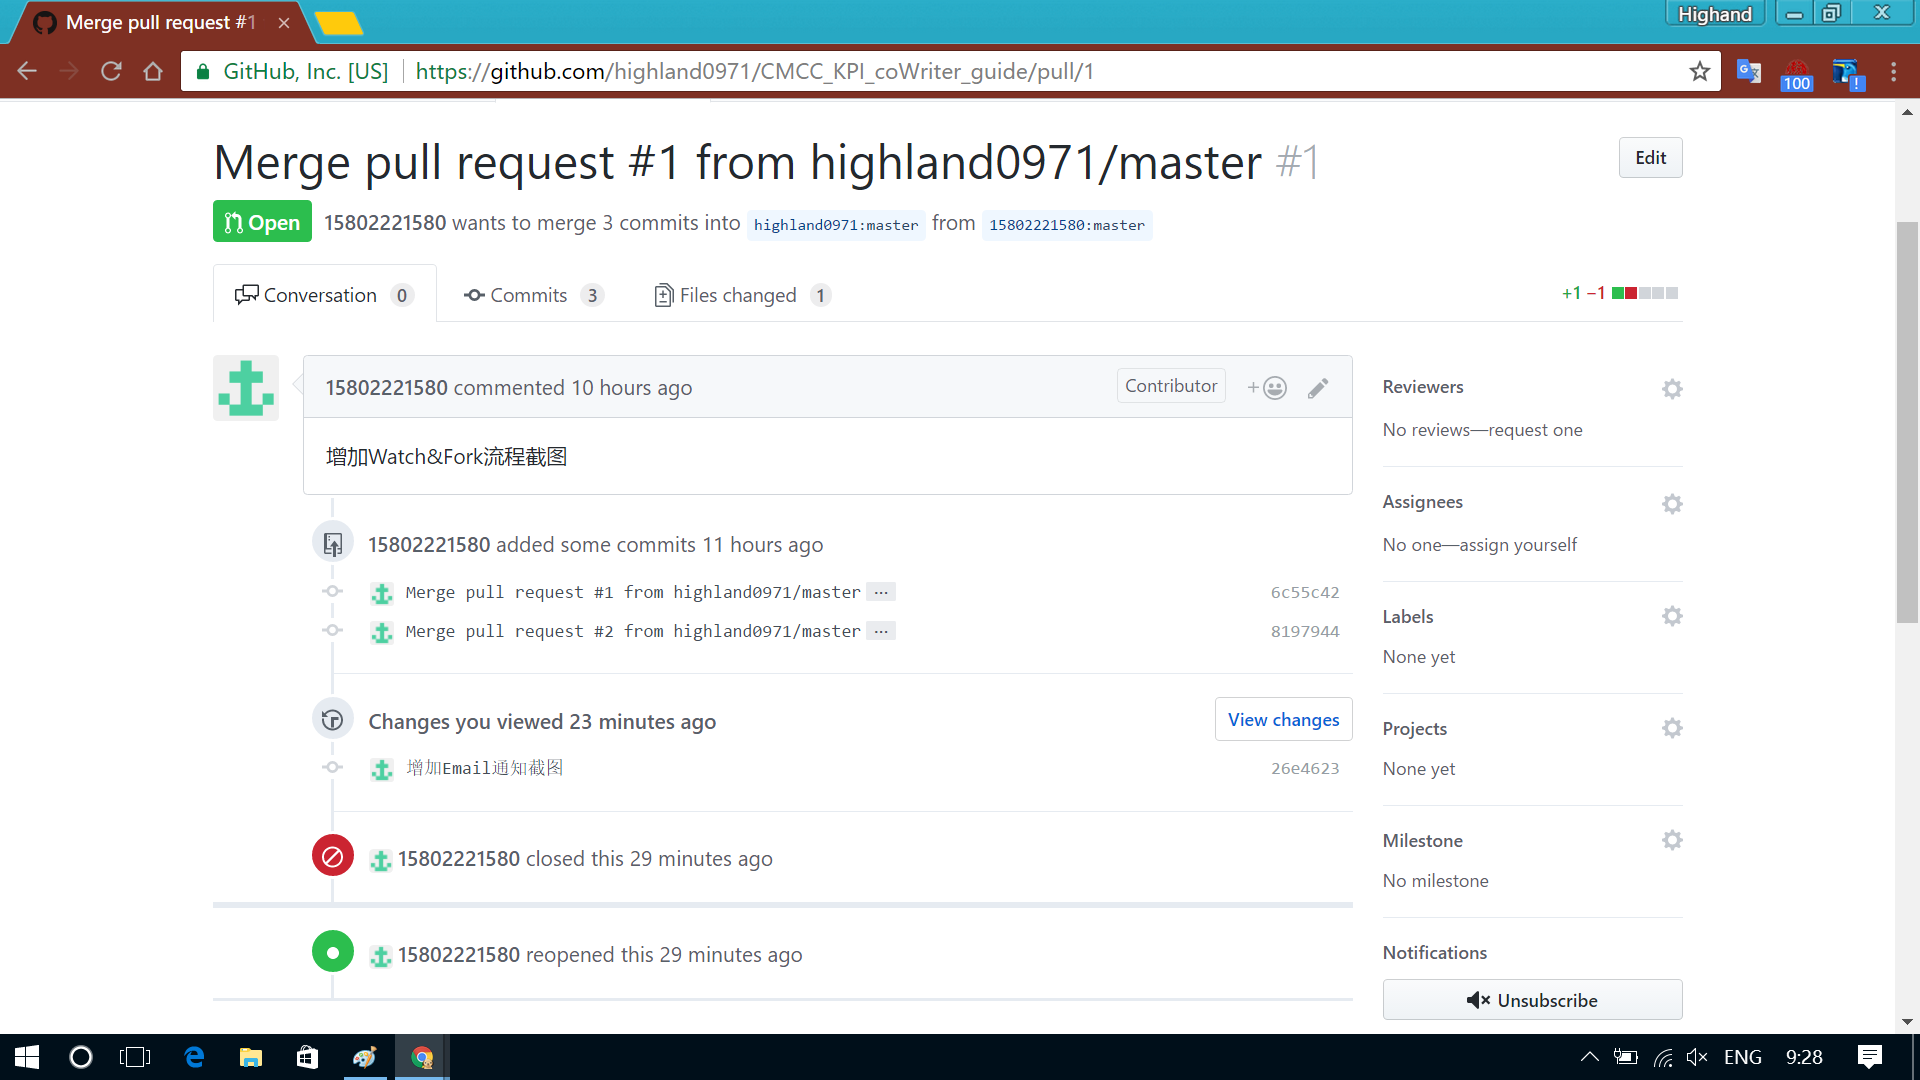 Merge pull request #1
Highand
GitHub, Inc. [US]
https://github.com/highland0971/CMCC_KPI_coWriter_guide/pull/1
100
!
Merge pull request #1 from highland0971/master #1
Edit
Open
15802221580 wants to merge 3 commits into highland0971:master from 15802221580:master
Conversation 0
Commits 3
Files changed 1
+1 −1
15802221580 commented 10 hours ago
Contributor
+
增加Watch&Fork流程截图
15802221580 added some commits 11 hours ago
Merge pull request #1 from highland0971/master …
6c55c42
Merge pull request #2 from highland0971/master …
8197944
Changes you viewed 23 minutes ago
View changes
增加Email通知截图
26e4623
15802221580 closed this 29 minutes ago
15802221580 reopened this 29 minutes ago
Reviewers
No reviews—request one
Assignees
No one—assign yourself
Labels
None yet
Projects
None yet
Milestone
No milestone
Notifications
Unsubscribe
ENG
9:28